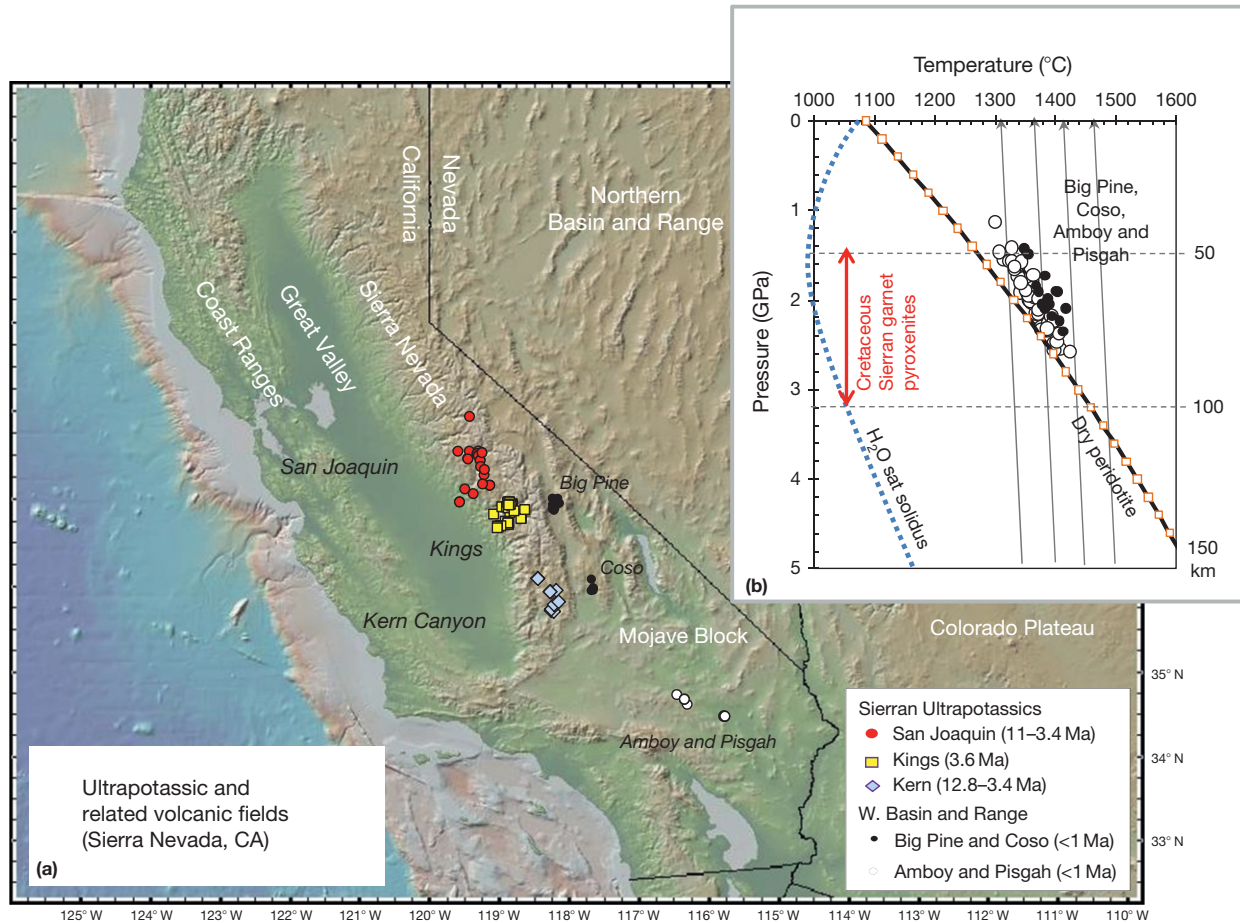 Temperature (°C)
1000 1100 1200 1300 1400 1500 1600
0
1
2
3
4
5
Pressure (GPa)
50
100
150
km
Big Pine,
Coso,
Amboy and
Pisgah
Cretaceous
Sierran garnet
pyroxenites
H₂O sat solidus
Dry peridotite
(b)
California
Nevada
Northern
Basin and Range
Coast Ranges
Great Valley
Sierra Nevada
San Joaquin
Big Pine
Kings
Coso
Kern Canyon
Mojave Block
Colorado Plateau
Amboy and Pisgah
35° N
34° N
33° N
Sierran Ultrapotassics
San Joaquin (11–3.4 Ma)
Kings (3.6 Ma)
Kern (12.8–3.4 Ma)
W. Basin and Range
Big Pine and Coso (<1 Ma)
Amboy and Pisgah (<1 Ma)
Ultrapotassic and
related volcanic fields
(Sierra Nevada, CA)
(a)
125° W 124° W 123° W 122° W 121° W 120° W 119° W 118° W 117° W 116° W 115° W 114° W 113° W 112° W 111° W 110° W